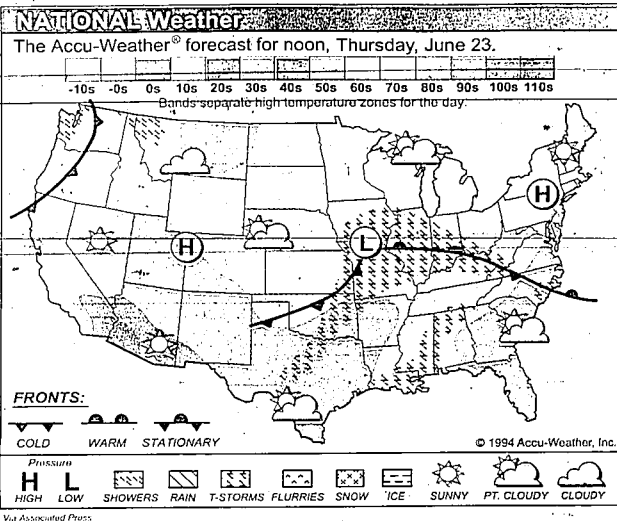 NATIONAL Weather
The Accu-Weather® forecast for noon, Thursday, June 23.
-10s -0s 0s 10s 20s 30s 40s 50s 60s 70s 80s 90s 100s 110s
Bands separate high temperature zones for the day.
H
H
L
FRONTS:
COLD WARM STATIONARY
© 1994 Accu-Weather, Inc.
Pressure
H L
HIGH LOW SHOWERS RAIN T-STORMS FLURRIES SNOW ICE SUNNY PT. CLOUDY CLOUDY
Via Associated Press